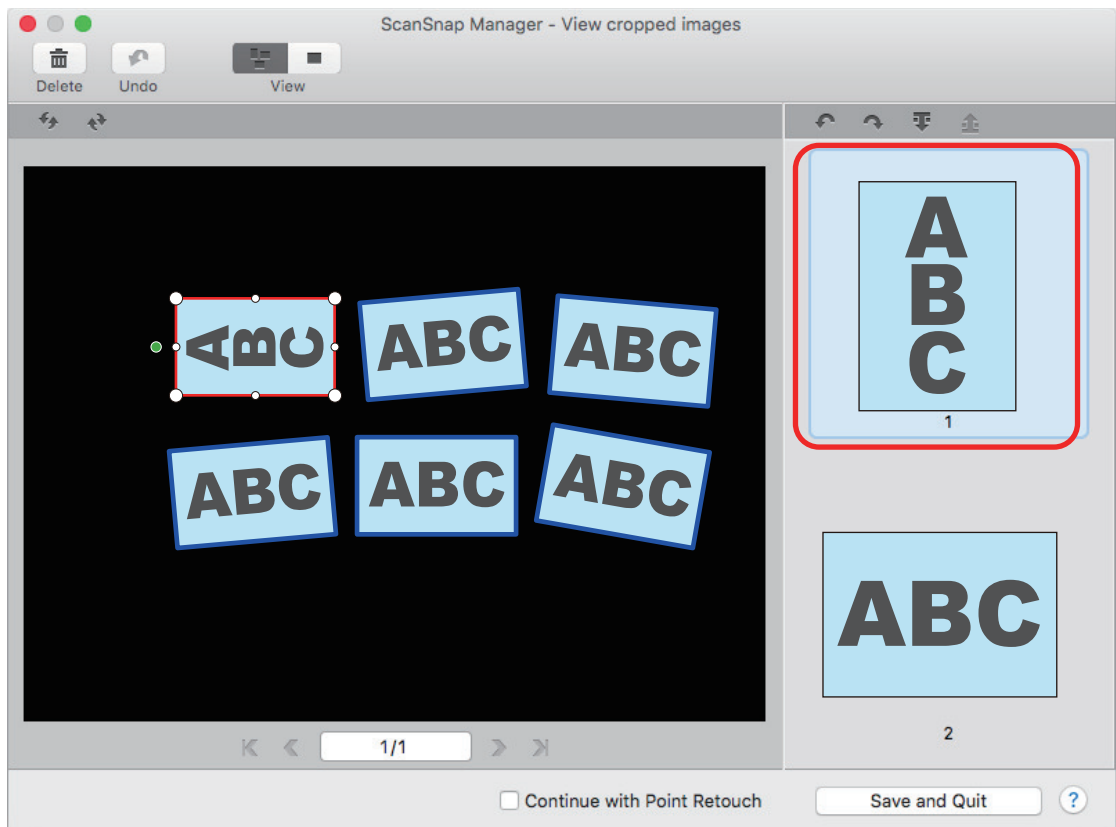 ScanSnap Manager - View cropped images
Delete Undo View
ABC
ABC
ABC
ABC
ABC
ABC
A
B
C
1
ABC
2
1/1
Continue with Point Retouch
Save and Quit
?